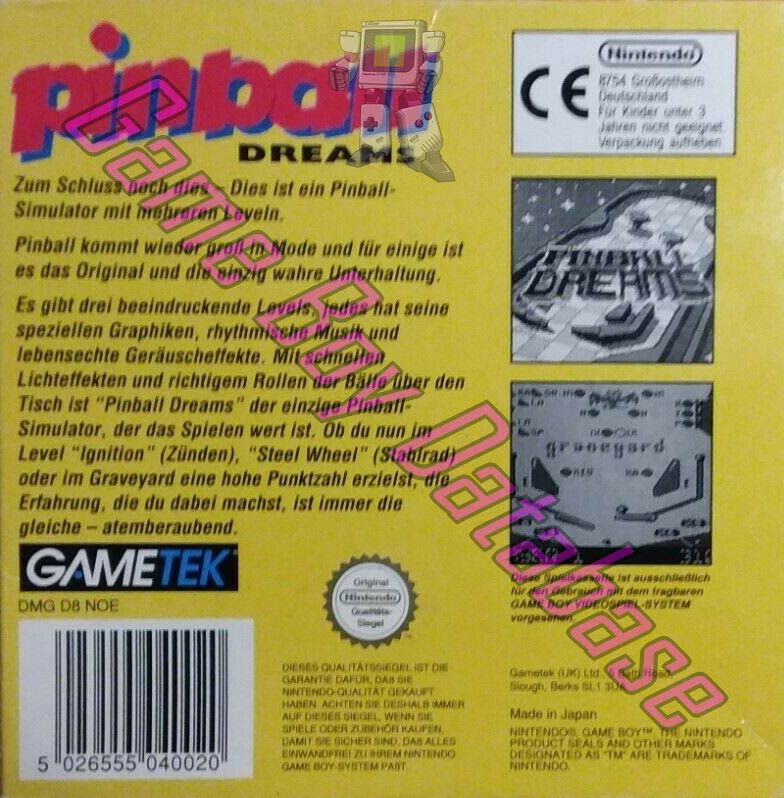 pinball
DREAMS
Zum Schluss noch dies – Dies ist ein Pinball-
Simulator mit mehreren Leveln.
Pinball kommt wieder groß in Mode und für einige ist
es das Original und die einzig wahre Unterhaltung.
Es gibt drei beeindruckende Levels, jedes hat seine
speziellen Graphiken, rhythmische Musik und
lebensechte Geräuscheffekte. Mit schnellen
Lichteffekten und richtigem Rollen der Bälle über den
Tisch ist "Pinball Dreams" der einzige Pinball-
Simulator, der das Spielen wert ist. Ob du nun im
Level "Ignition" (Zünden), "Steel Wheel" (Stahlrad)
oder im Graveyard eine hohe Punktzahl erzielst, die
Erfahrung, die du dabei machst, ist immer die
gleiche – atemberaubend.
GAMETEK
DMG D8 NOE
5 026555 040020
Original
Nintendo
Qualitäts-
Siegel
DIESES QUALITÄTSSIEGEL IST DIE
GARANTIE DAFÜR, DAß SIE
NINTENDO-QUALITÄT GEKAUFT
HABEN. ACHTEN SIE DESHALB IMMER
AUF DIESES SIEGEL, WENN SIE
SPIELE ODER ZUBEHÖR KAUFEN,
DAMIT SIE SICHER SIND, DAß ALLES
EINWANDFREI ZU IHREM NINTENDO
GAME BOY-SYSTEM PAßT.
CE
Nintendo
8754 Großostheim
Deutschland
Für Kinder unter 3
Jahren nicht geeignet.
Verpackung aufheben
PINBALL
DREAMS
graveyard
Diese Spielkassette ist ausschließlich
für den Gebrauch mit dem tragbaren
GAME BOY VIDEOSPIEL-SYSTEM
vorgesehen.
Gametek (UK) Ltd., 5 Bath Road,
Slough, Berks SL1 3UA
Made in Japan
NINTENDO®, GAME BOY™, THE NINTENDO
PRODUCT SEALS AND OTHER MARKS
DESIGNATED AS "TM" ARE TRADEMARKS OF
NINTENDO.
Game Boy Database